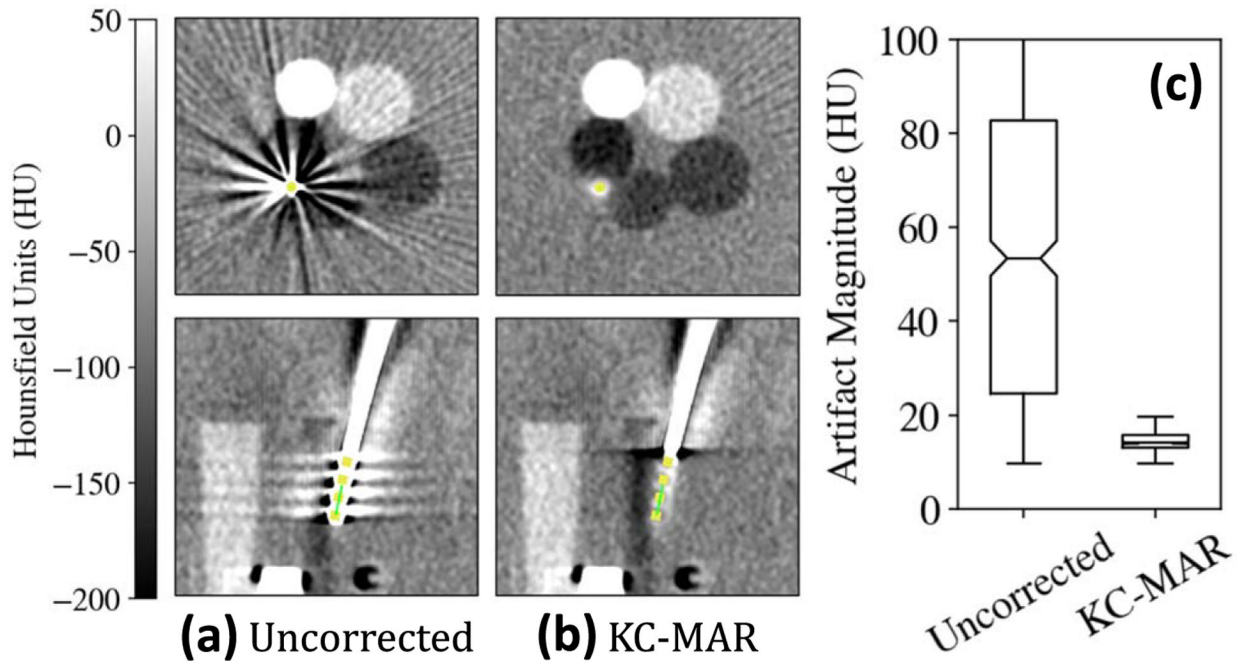 Hounsfield Units (HU)
50
0
−50
−100
−150
−200
(a) Uncorrected
(b) KC-MAR
(c)
Artifact Magnitude (HU)
100
80
60
40
20
0
Uncorrected
KC-MAR